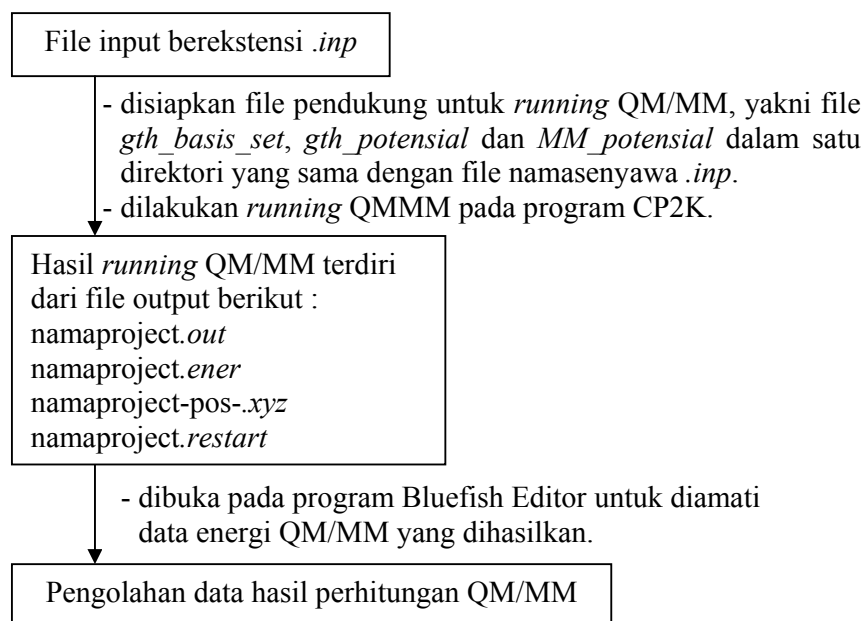 File input berekstensi .inp
- disiapkan file pendukung untuk running QM/MM, yakni file
gth_basis_set, gth_potensial dan MM_potensial dalam satu
direktori yang sama dengan file namasenyawa .inp.
- dilakukan running QMMM pada program CP2K.
Hasil running QM/MM terdiri
dari file output berikut :
namaproject.out
namaproject.ener
namaproject-pos-.xyz
namaproject.restart
- dibuka pada program Bluefish Editor untuk diamati
data energi QM/MM yang dihasilkan.
Pengolahan data hasil perhitungan QM/MM